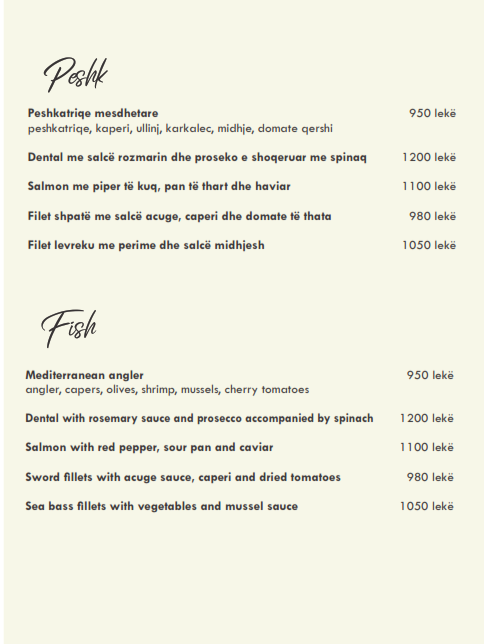 Peshk
Peshkatriqe mesdhetare 950 lekë
peshkatriqe, kaperi, ullinj, karkalec, midhje, domate qershi
Dental me salcë rozmarin dhe proseko e shoqeruar me spinaq 1200 lekë
Salmon me piper të kuq, pan të thart dhe haviar 1100 lekë
Filet shpatë me salcë acuge, caperi dhe domate të thata 980 lekë
Filet levreku me perime dhe salcë midhjesh 1050 lekë
Fish
Mediterranean angler 950 lekë
angler, capers, olives, shrimp, mussels, cherry tomatoes
Dental with rosemary sauce and prosecco accompanied by spinach 1200 lekë
Salmon with red pepper, sour pan and caviar 1100 lekë
Sword fillets with acuge sauce, caperi and dried tomatoes 980 lekë
Sea bass fillets with vegetables and mussel sauce 1050 lekë